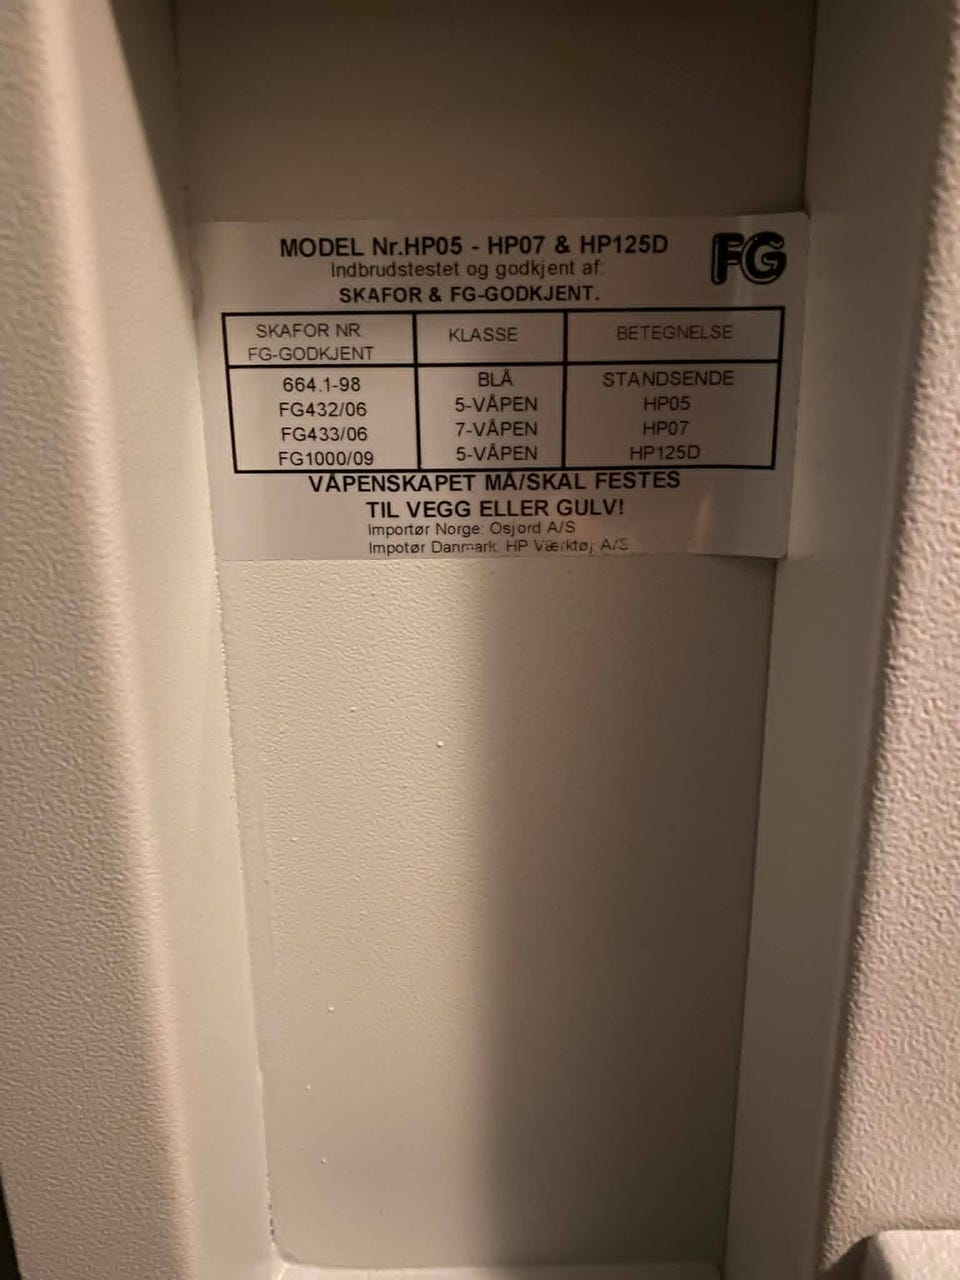 MODEL Nr.HP05 - HP07 & HP125D
FG
Indbrudstestet og godkjent af:
SKAFOR & FG-GODKJENT.
SKAFOR NR. KLASSE BETEGNELSE
FG-GODKJENT
664.1-98 BLÅ STANDSENDE
FG432/06 5-VÅPEN HP05
FG433/06 7-VÅPEN HP07
FG1000/09 5-VÅPEN HP125D
VÅPENSKAPET MÅ/SKAL FESTES
TIL VEGG ELLER GULV!
Importør Norge: Osjord A/S
Impotør Danmark. HP Værktøj A/S